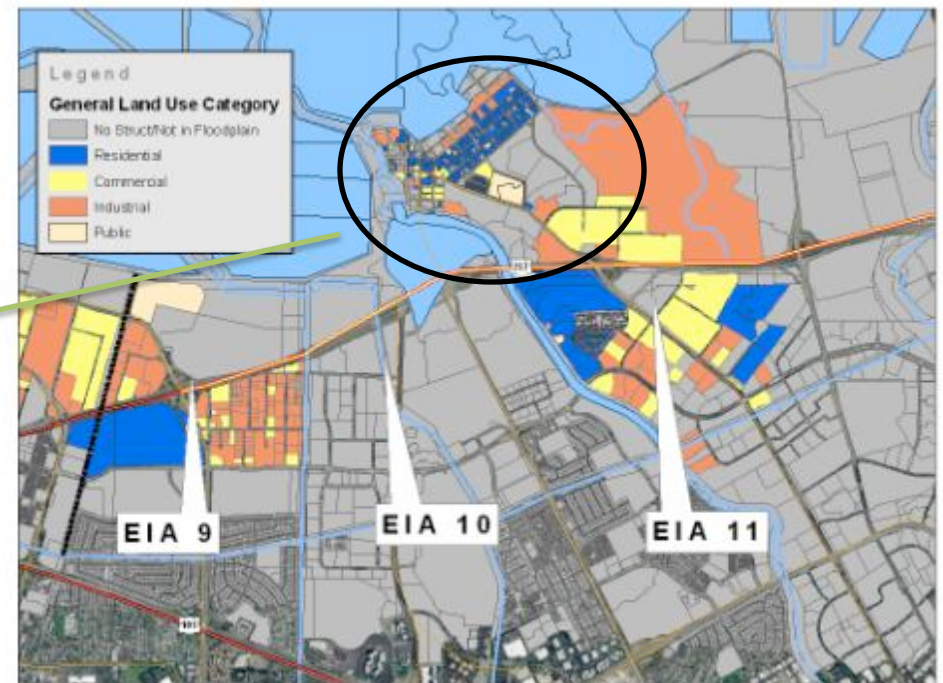 Legend
General Land Use Category
No Struct/Not in Floodplain
Residential
Commercial
Industrial
Public
237
EIA 9
EIA 10
EIA 11
101